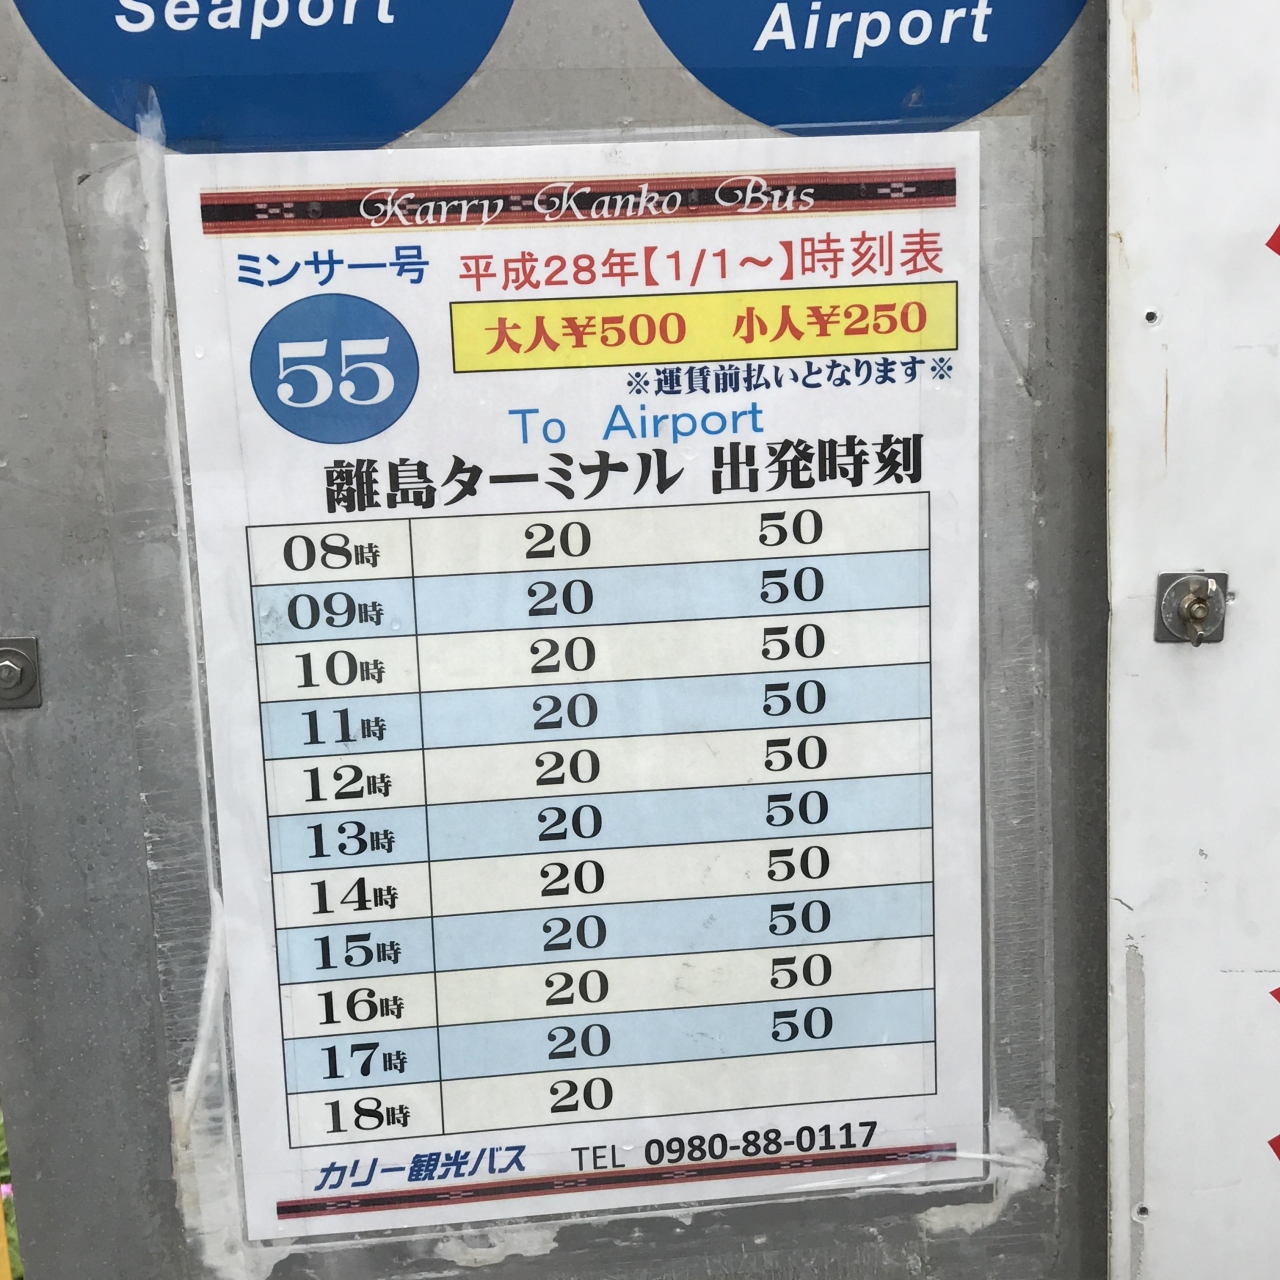 Seaport
Airport
Karry Kanko Bus
ミンサー号 平成28年【1/1～】時刻表
55
大人¥500 小人¥250
※運賃前払いとなります※
To Airport
離島ターミナル 出発時刻
08時 20 50
09時 20 50
10時 20 50
11時 20 50
12時 20 50
13時 20 50
14時 20 50
15時 20 50
16時 20 50
17時 20 50
18時 20
カリー観光バス TEL 0980-88-0117